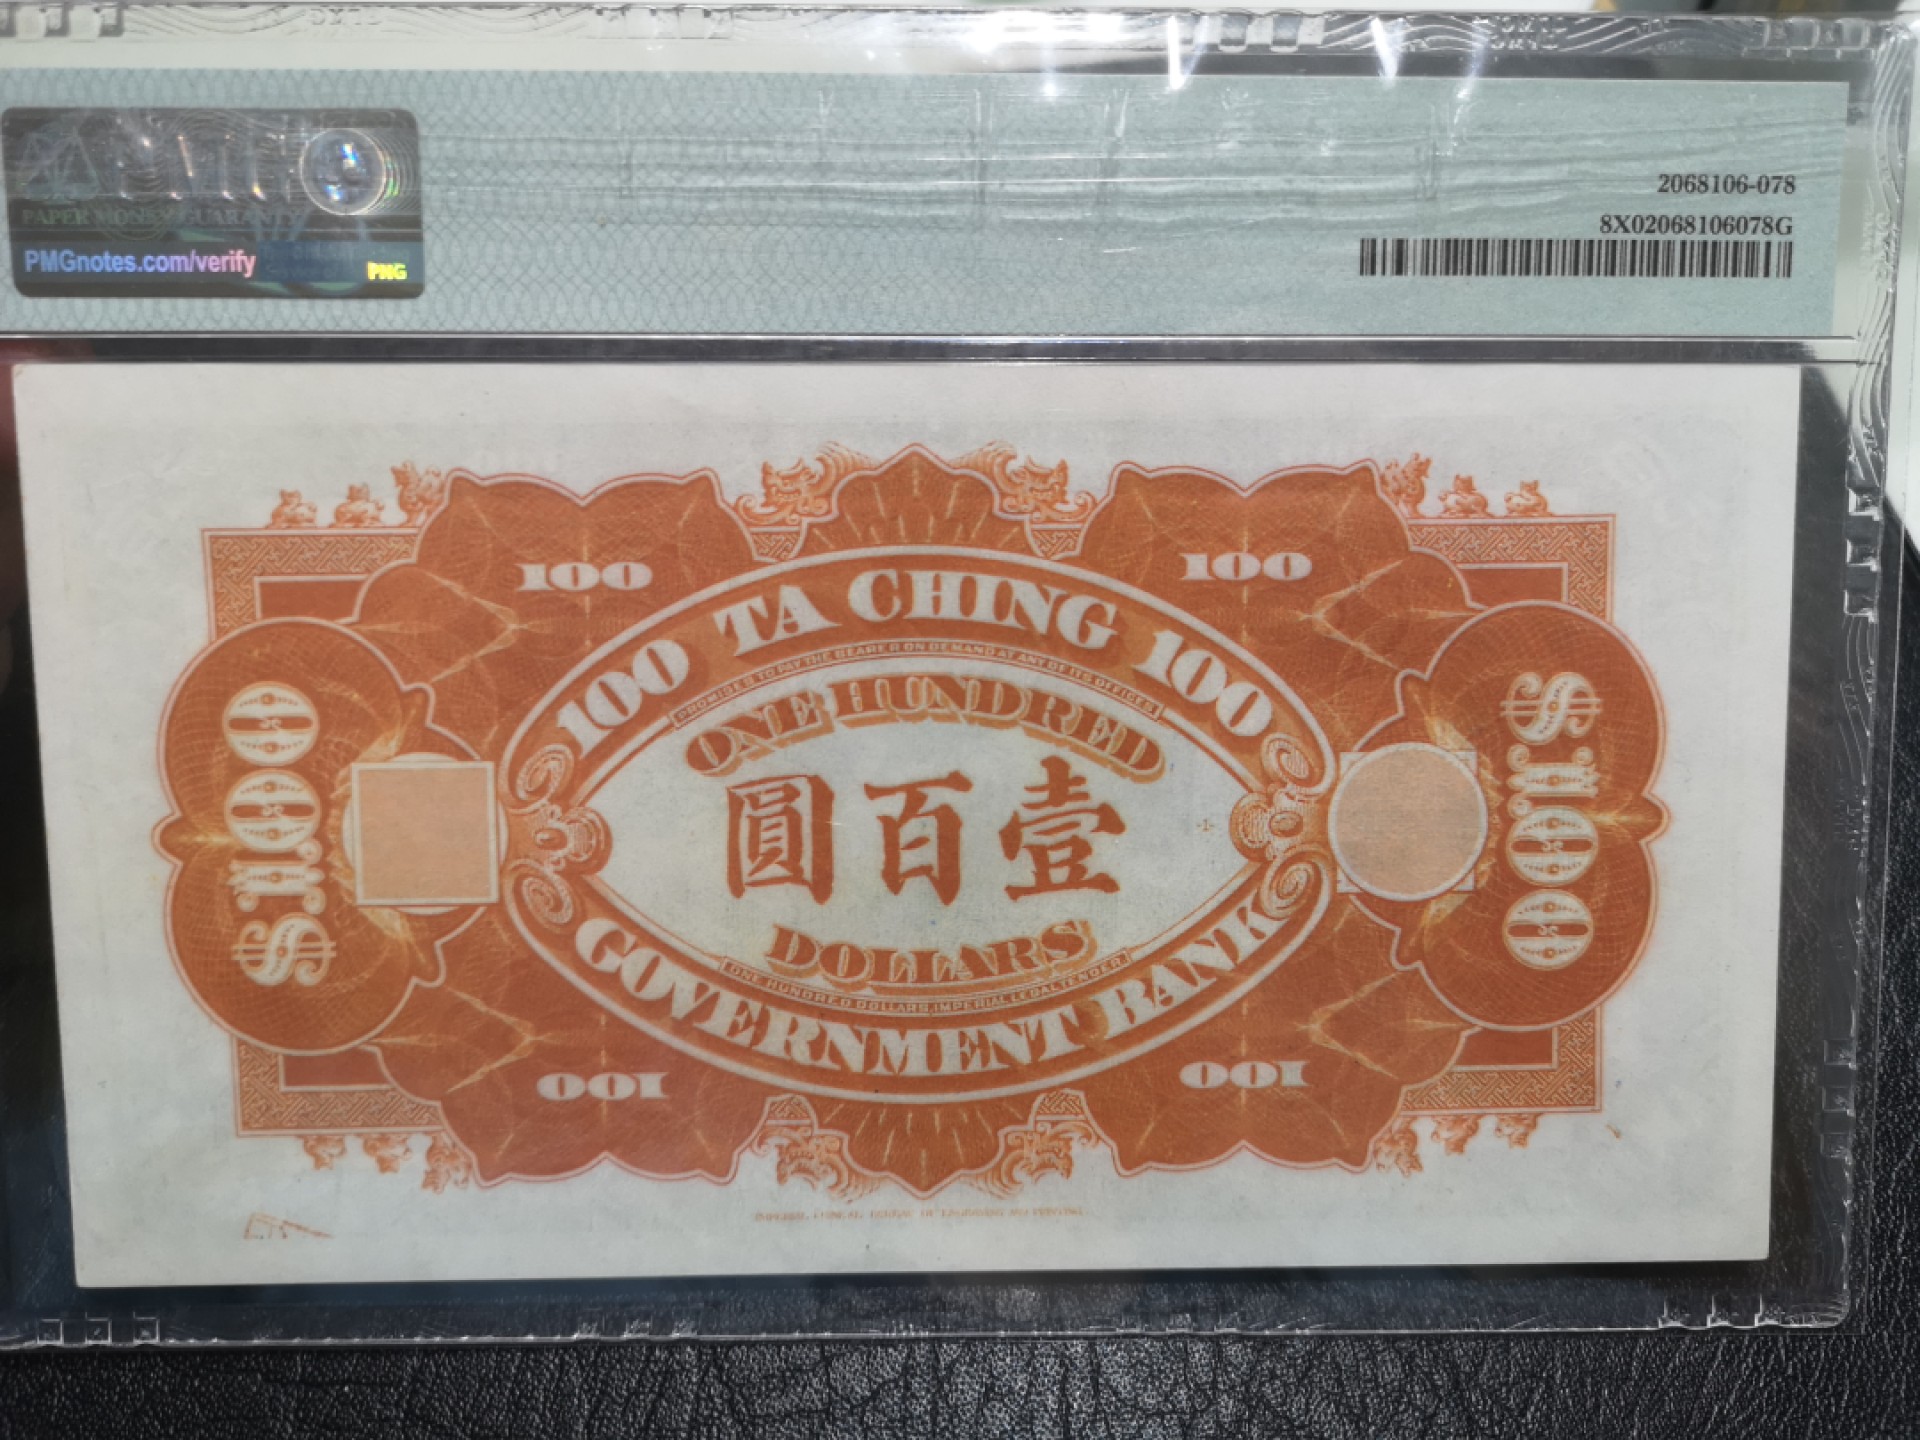 PAPER MONEY GUARANTY
PMGnotes.com/verify
PNG
2068106-078
8X02068106078G
100
100
100 TA CHING 100
PROMISES TO PAY THE BEARER ON DEMAND AT ANY OF ITS OFFICES
ONE HUNDRED
圓百壹
-1-
DOLLARS
ONE HUNDRED DOLLARS, IMPERIAL LEGAL TENDER
GOVERNMENT BANK
$100
$100
100
100